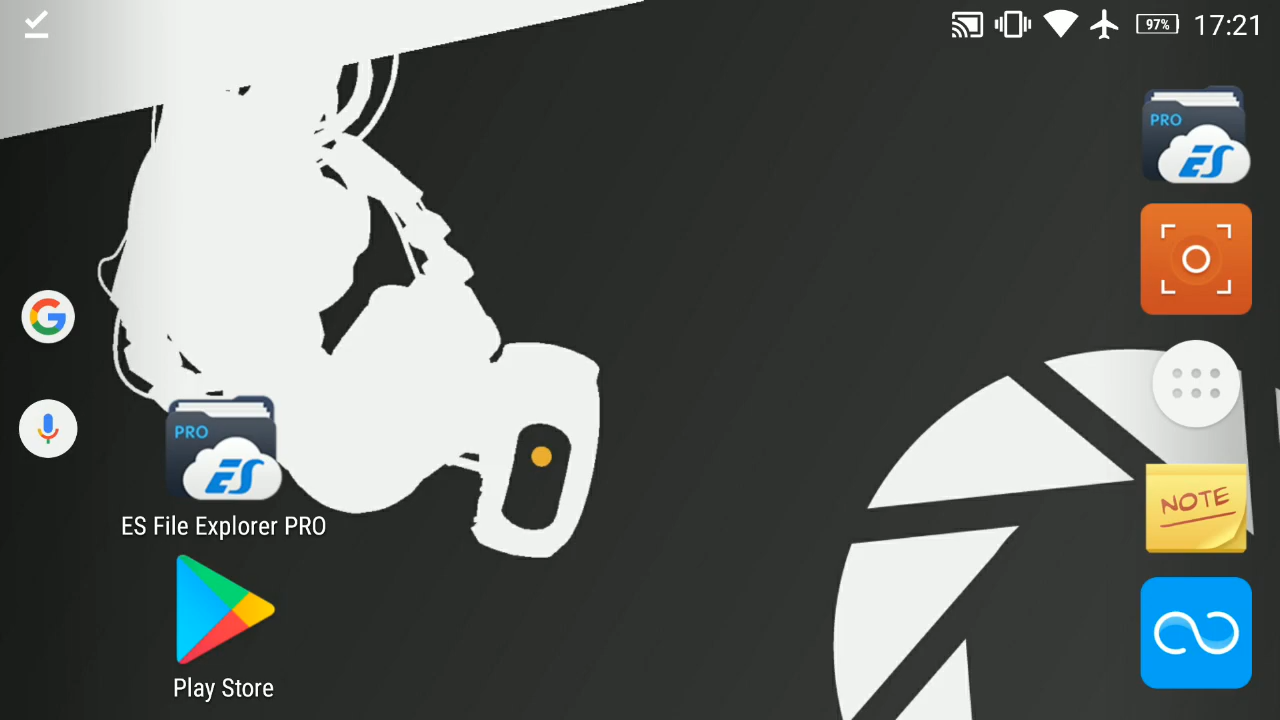 97%
17:21
PRO
ES
PRO
ES
ES File Explorer PRO
NOTE
Play Store